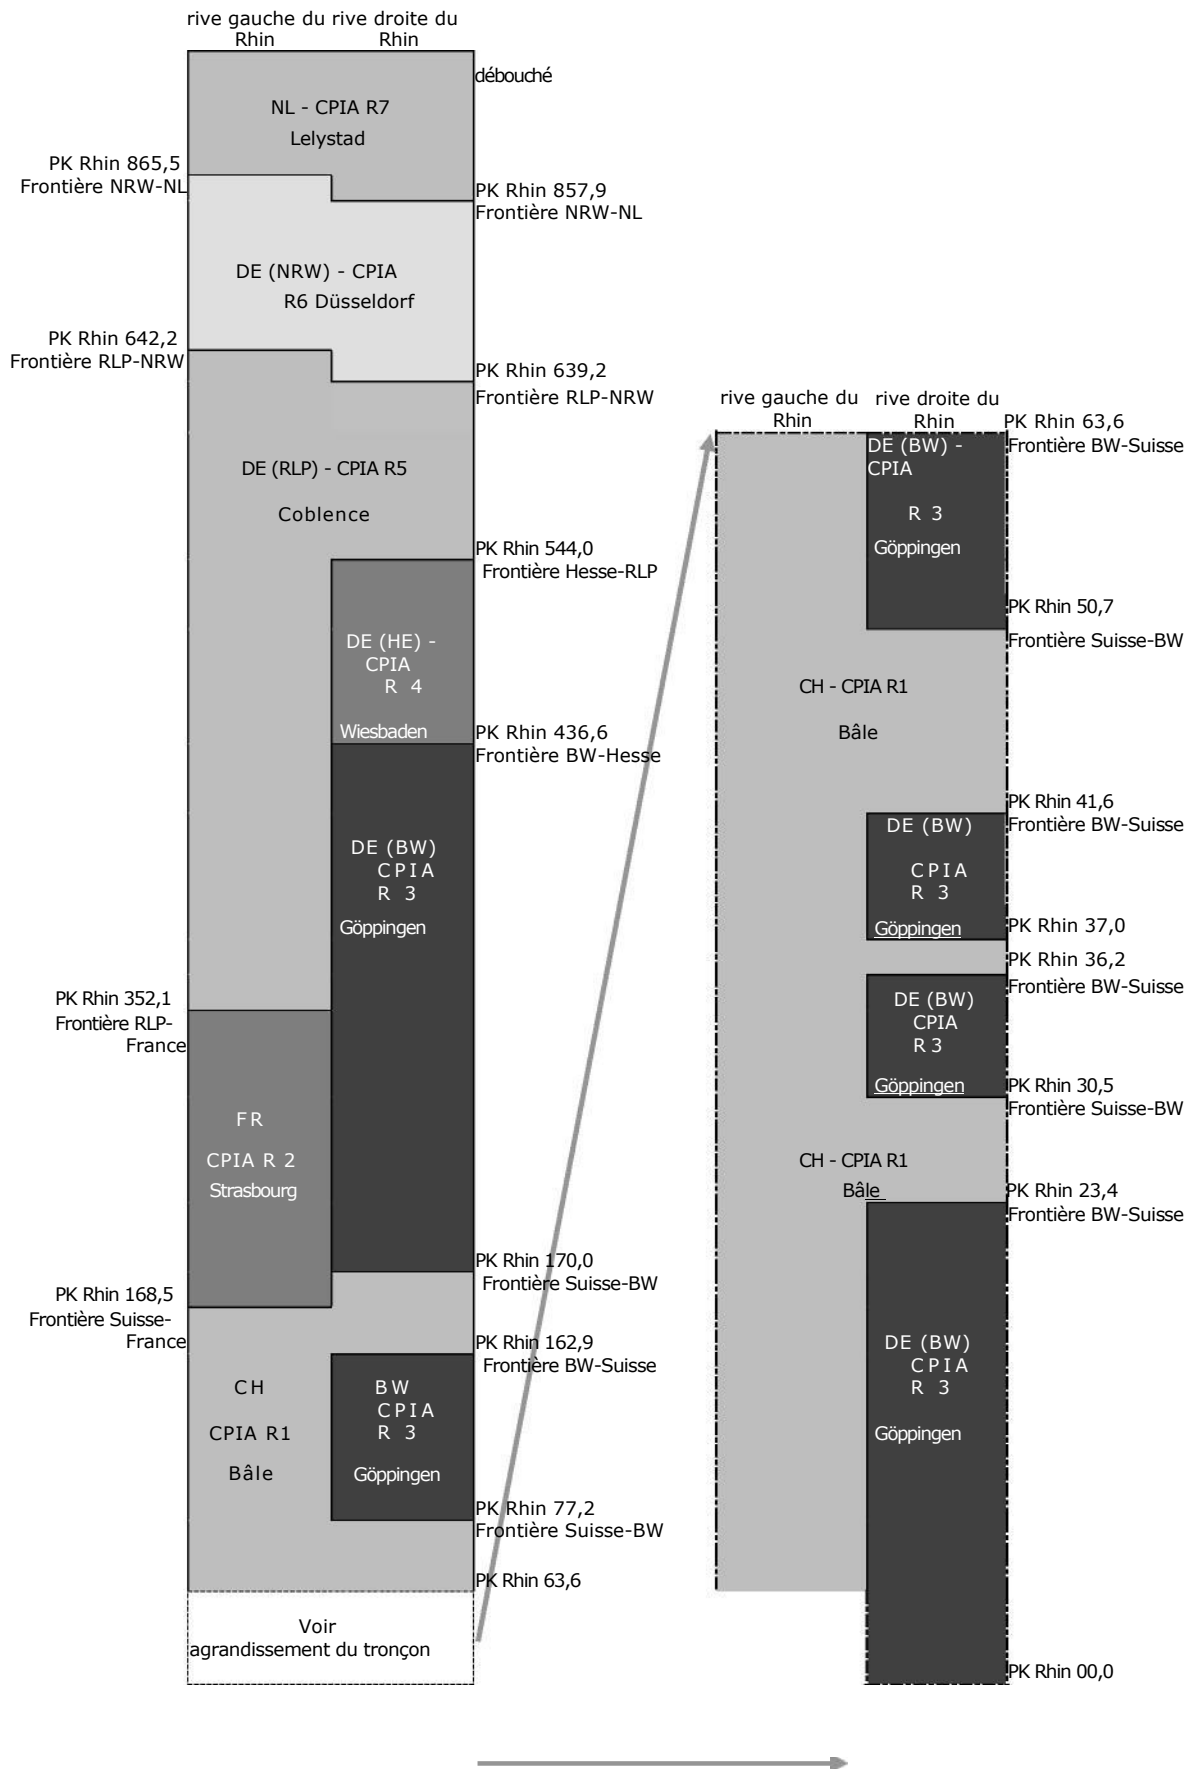 rive gauche du rive droite du
Rhin Rhin
débouché
NL - CPIA R7
Lelystad
PK Rhin 865,5
Frontière NRW-NL
PK Rhin 857,9
Frontière NRW-NL
DE (NRW) - CPIA
R6 Düsseldorf
PK Rhin 642,2
Frontière RLP-NRW
PK Rhin 639,2
Frontière RLP-NRW
DE (RLP) - CPIA R5
Coblence
PK Rhin 544,0
Frontière Hesse-RLP
DE (HE) -
CPIA
R 4
Wiesbaden
PK Rhin 436,6
Frontière BW-Hesse
DE (BW)
CPIA
R 3
Göppingen
PK Rhin 352,1
Frontière RLP-
France
FR
CPIA R 2
Strasbourg
PK Rhin 170,0
Frontière Suisse-BW
PK Rhin 168,5
Frontière Suisse-
France
PK Rhin 162,9
Frontière BW-Suisse
CH
CPIA R1
Bâle
BW
CPIA
R 3
Göppingen
PK Rhin 77,2
Frontière Suisse-BW
PK Rhin 63,6
Voir
agrandissement du tronçon
rive gauche du
Rhin
rive droite du
Rhin
PK Rhin 63,6
Frontière BW-Suisse
DE (BW) -
CPIA
R 3
Göppingen
PK Rhin 50,7
Frontière Suisse-BW
CH - CPIA R1
Bâle
PK Rhin 41,6
Frontière BW-Suisse
DE (BW)
CPIA
R 3
Göppingen
PK Rhin 37,0
PK Rhin 36,2
Frontière BW-Suisse
DE (BW)
CPIA
R 3
Göppingen
PK Rhin 30,5
Frontière Suisse-BW
CH - CPIA R1
Bâle
PK Rhin 23,4
Frontière BW-Suisse
DE (BW)
CPIA
R 3
Göppingen
PK Rhin 00,0